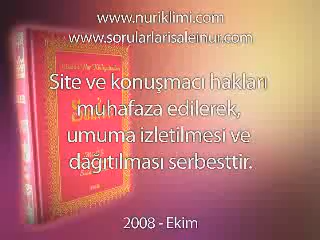 www.nuriklimi.com
www.sorularlarisaleinur.com
Site ve konuşmacı hakları
muhafaza edilerek,
umuma izletilmesi ve
dağıtılması serbesttir.
2008 - Ekim